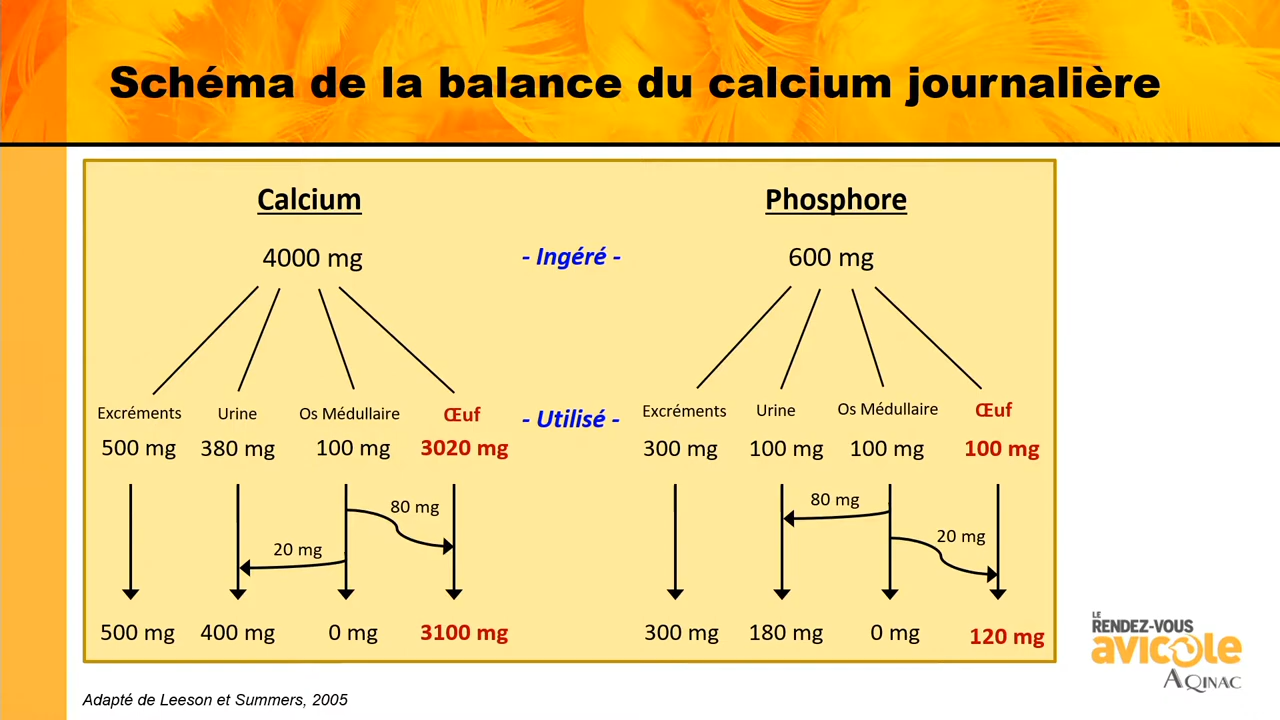 Schéma de la balance du calcium journalière
Calcium
Phosphore
4000 mg
- Ingéré -
600 mg
Excréments
Urine
Os Médullaire
Œuf
- Utilisé -
Excréments
Urine
Os Médullaire
Œuf
500 mg
380 mg
100 mg
3020 mg
300 mg
100 mg
100 mg
100 mg
80 mg
20 mg
80 mg
20 mg
500 mg
400 mg
0 mg
3100 mg
300 mg
180 mg
0 mg
120 mg
LE
RENDEZ-VOUS
avicole
AQINAC
Adapté de Leeson et Summers, 2005